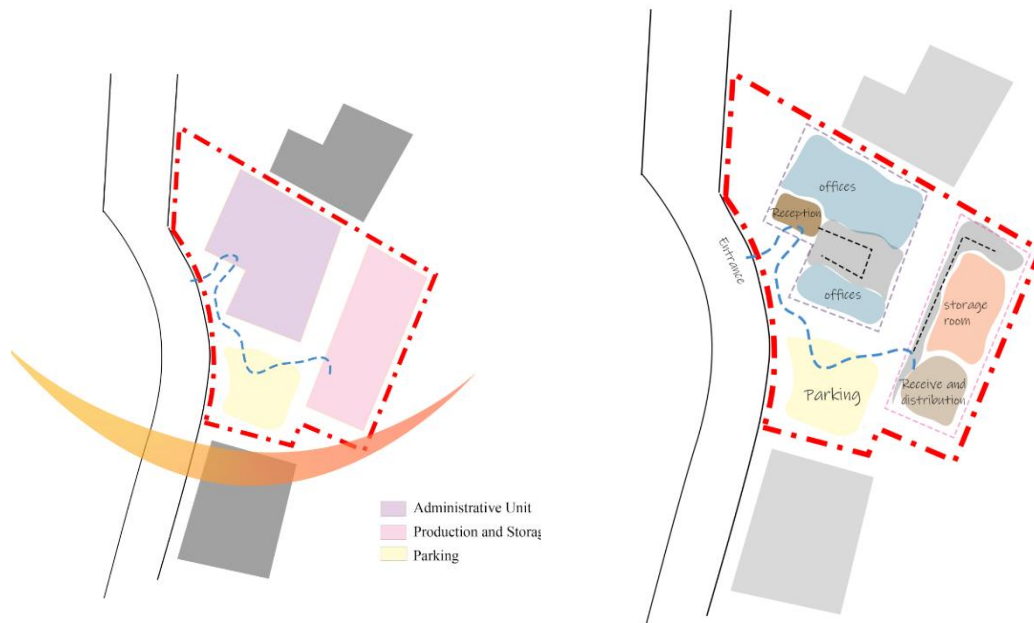 Administrative Unit
Production and Storag
Parking
offices
Reception
Entrance
offices
storage
room
Parking
Receive and
distribution